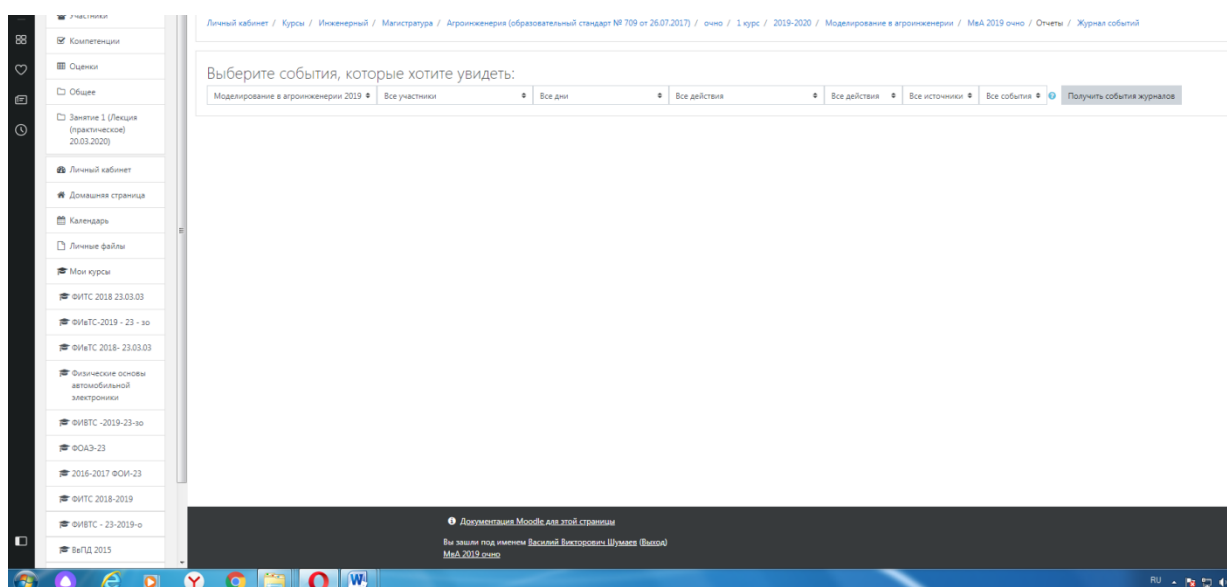 Участники
Компетенции
Оценки
Общее
Занятие 1 (Лекция
(практическое)
20.03.2020)
Личный кабинет
Домашняя страница
Календарь
Личные файлы
Мои курсы
ФИТС 2018 23.03.03
ФИвТС-2019 - 23 - зо
ФИвТС 2018- 23.03.03
Физические основы
автомобильной
электроники
ФИВТС -2019-23-зо
ФОАЭ-23
2016-2017 ФОИ-23
ФИТС 2018-2019
ФИВТС - 23-2019-о
ВвПД 2015
Личный кабинет / Курсы / Инженерный / Магистратура / Агроинженерия (образовательный стандарт № 709 от 26.07.2017) / очно / 1 курс / 2019-2020 / Моделирование в агроинженерии / МвА 2019 очно / Отчеты / Журнал событий
Выберите события, которые хотите увидеть:
Моделирование в агроинженерии 2019 Все участники Все дни Все действия Все действия Все источники Все события Получить события журналов
Документация Moodle для этой страницы
Вы зашли под именем Василий Викторович Шумаев (Выход)
МвА 2019 очно
RU